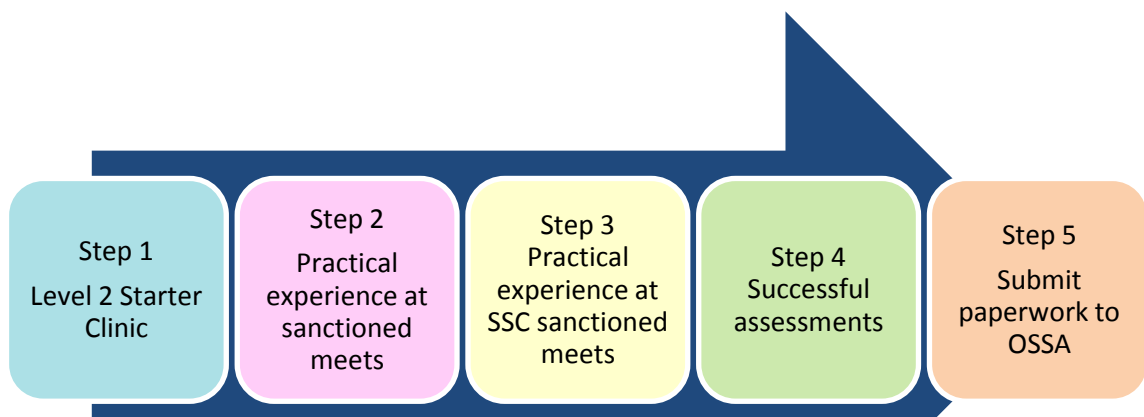 Step 1
Level 2 Starter
Clinic
Step 2
Practical
experience at
sanctioned
meets
Step 3
Practical
experience at
SSC sanctioned
meets
Step 4
Successful
assessments
Step 5
Submit
paperwork to
OSSA